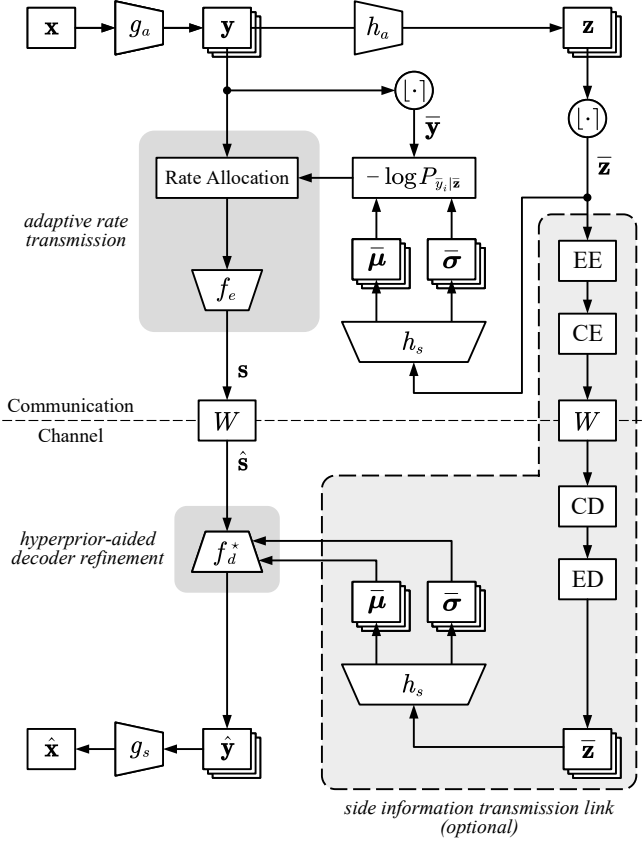 x
g_a
y
h_a
z
⌊·⌉
ȳ
⌊·⌉
z̄
Rate Allocation
− log P_{ȳ_i|z̄}
adaptive rate
transmission
μ̄
σ̄
EE
f_e
h_s
CE
s
Communication
Channel
W
W
ŝ
CD
hyperprior-aided
decoder refinement
f_d^⋆
ED
μ̄
σ̄
h_s
x̂
g_s
ŷ
z̄
side information transmission link
(optional)